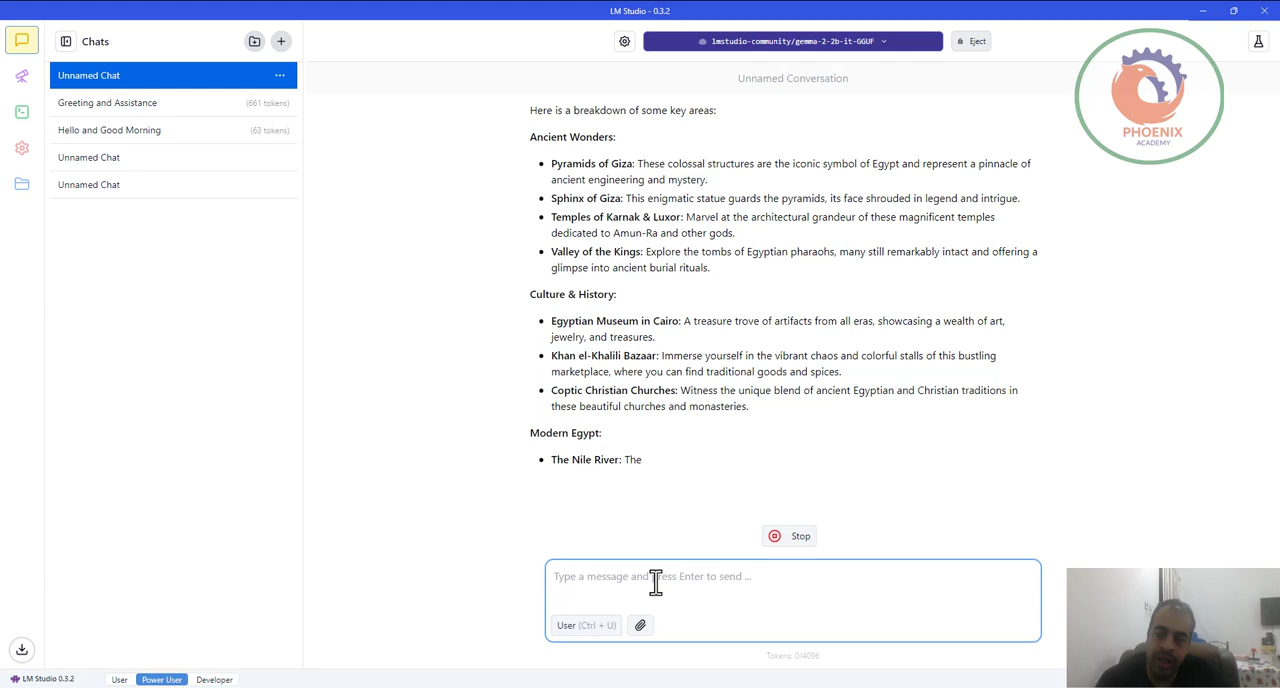 LM Studio - 0.3.2
Chats
lmstudio-community/gemma-2-2b-it-GGUF
Eject
Unnamed Chat
Unnamed Conversation
Greeting and Assistance (661 tokens)
Hello and Good Morning (63 tokens)
Unnamed Chat
Unnamed Chat
Here is a breakdown of some key areas:
Ancient Wonders:
• Pyramids of Giza: These colossal structures are the iconic symbol of Egypt and represent a pinnacle of
ancient engineering and mystery.
• Sphinx of Giza: This enigmatic statue guards the pyramids, its face shrouded in legend and intrigue.
• Temples of Karnak & Luxor: Marvel at the architectural grandeur of these magnificent temples
dedicated to Amun-Ra and other gods.
• Valley of the Kings: Explore the tombs of Egyptian pharaohs, many still remarkably intact and offering a
glimpse into ancient burial rituals.
Culture & History:
• Egyptian Museum in Cairo: A treasure trove of artifacts from all eras, showcasing a wealth of art,
jewelry, and treasures.
• Khan el-Khalili Bazaar: Immerse yourself in the vibrant chaos and colorful stalls of this bustling
marketplace, where you can find traditional goods and spices.
• Coptic Christian Churches: Witness the unique blend of ancient Egyptian and Christian traditions in
these beautiful churches and monasteries.
Modern Egypt:
• The Nile River: The
Stop
Type a message and press Enter to send ...
User (Ctrl + U)
Tokens: 0/4096
LM Studio 0.3.2
User
Power User
Developer
PHOENIX
ACADEMY